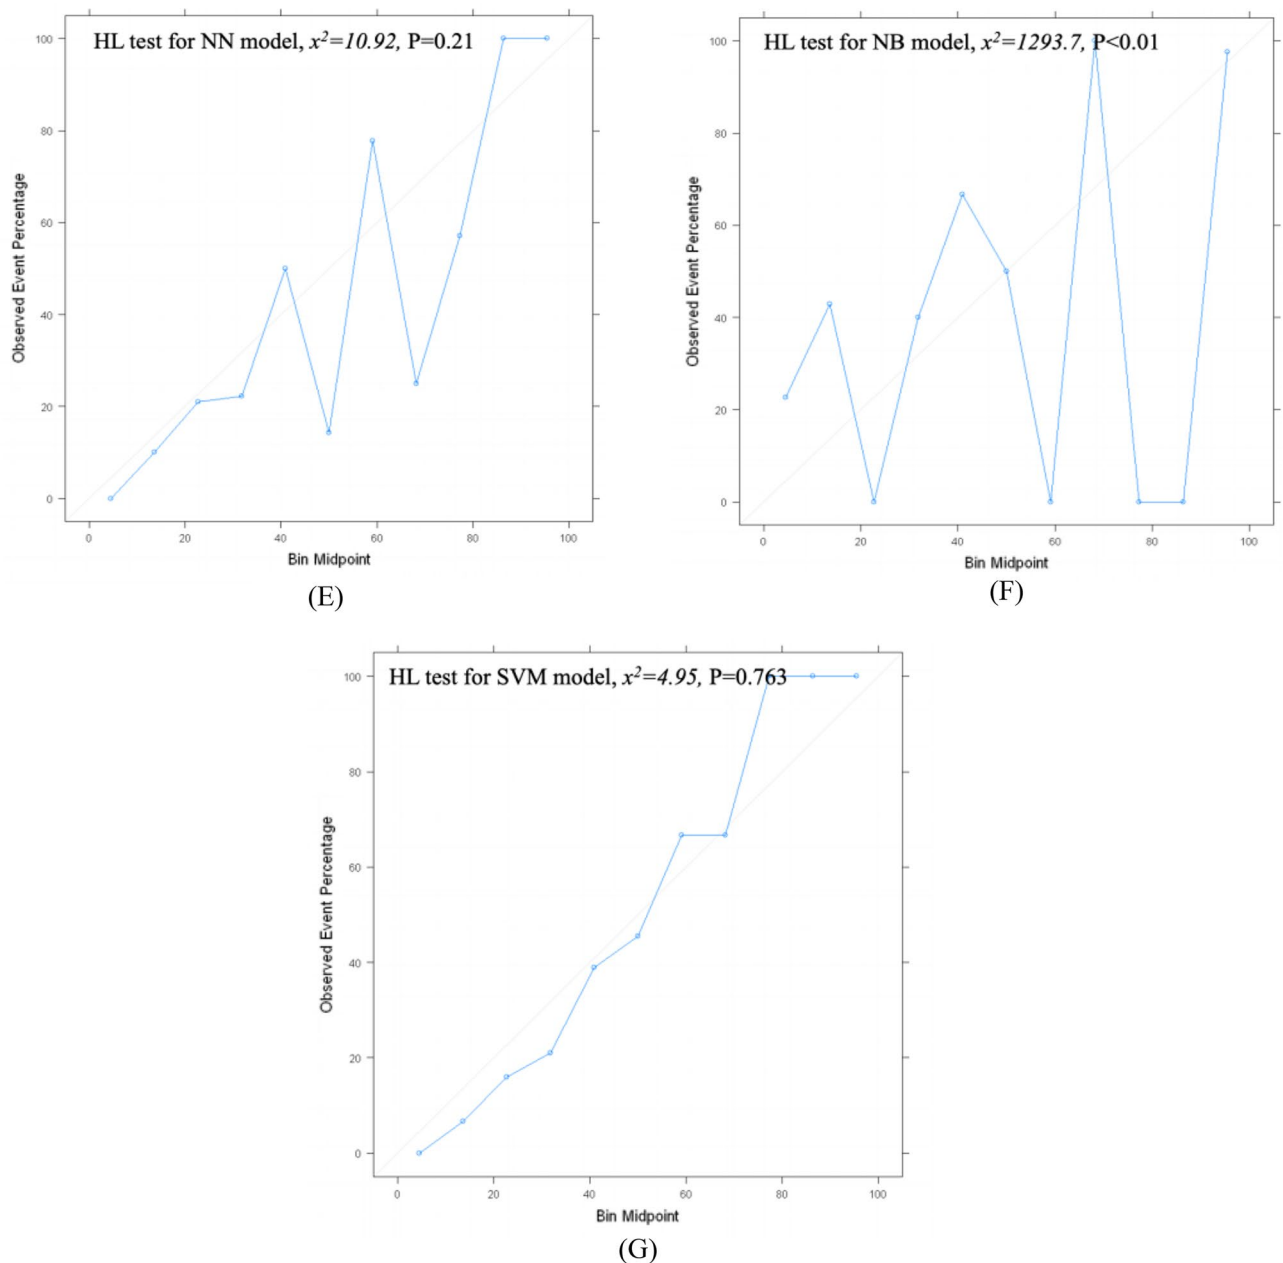 HL test for NN model, x²=10.92, P=0.21
100
80
60
40
20
0
Observed Event Percentage
0 20 40 60 80 100
Bin Midpoint
(E)
HL test for NB model, x²=1293.7, P<0.01
100
80
60
40
20
0
Observed Event Percentage
0 20 40 60 80 100
Bin Midpoint
(F)
HL test for SVM model, x²=4.95, P=0.763
100
80
60
40
20
0
Observed Event Percentage
0 20 40 60 80 100
Bin Midpoint
(G)